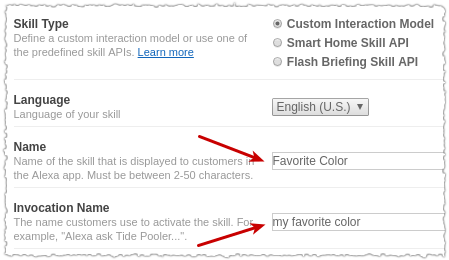 Skill Type
Define a custom interaction model or use one
of the predefined skill APIs. Learn more
Custom Interaction Model
Smart Home Skill API
Flash Briefing Skill API
Language
Language of your skill
English (U.S.)
Name
Name of the skill that is displayed to customers in
the Alexa app. Must be between 2-50 characters.
Favorite Color
Invocation Name
The name customers use to activate the skill. For
example, "Alexa ask Tide Pooler...".
my favorite color